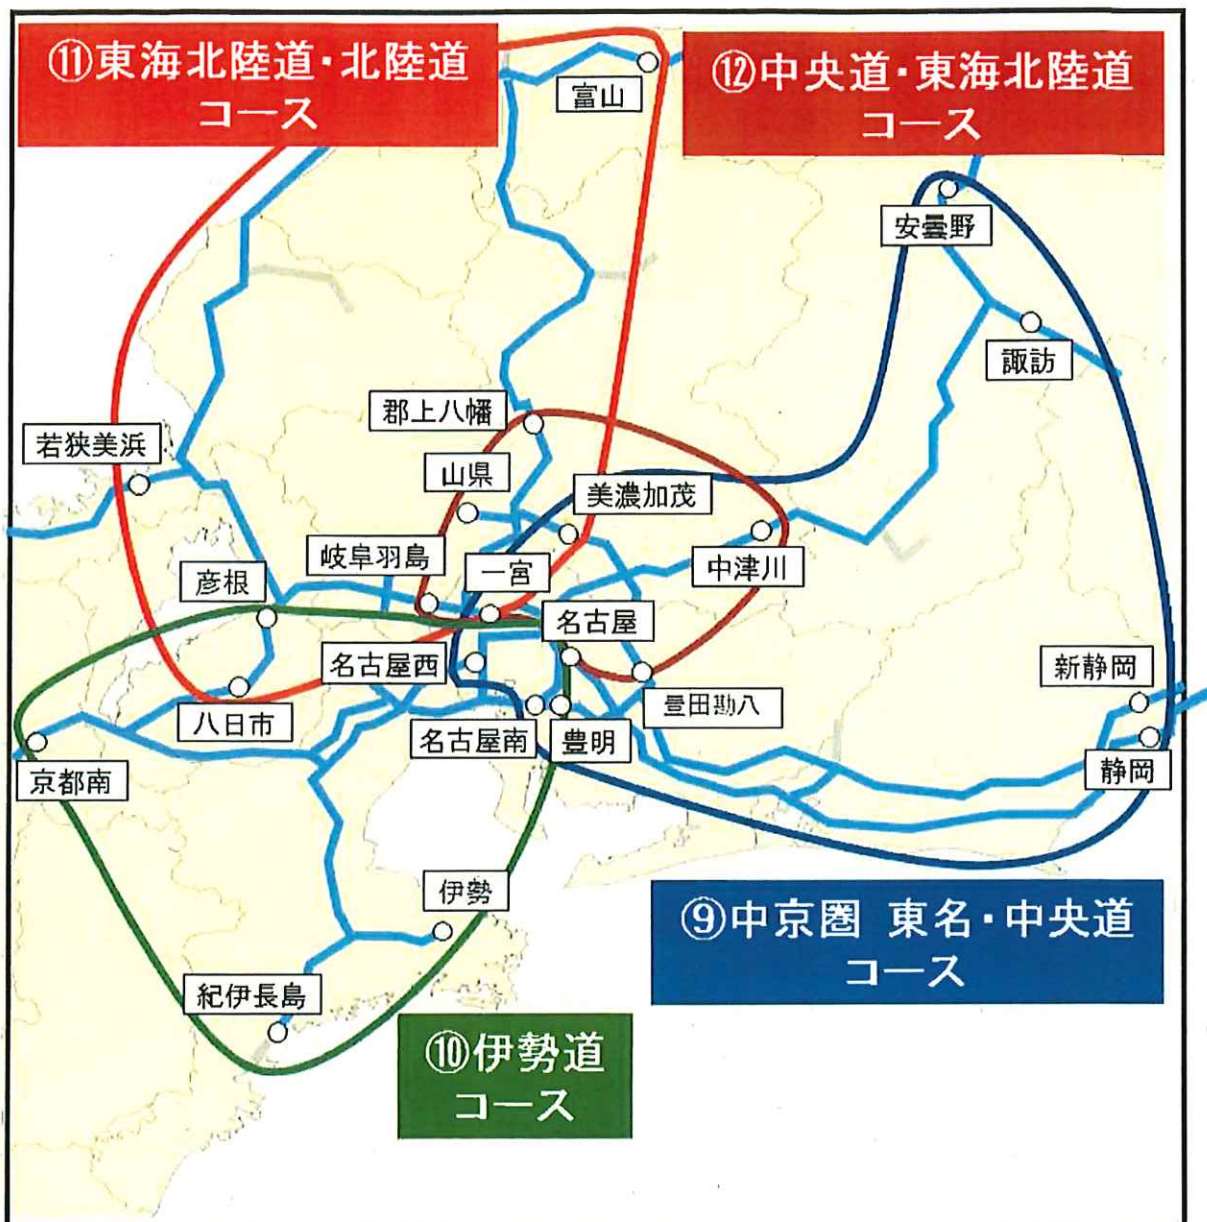 ⑪東海北陸道・北陸道
コース
富山
⑫中央道・東海北陸道
コース
安曇野
諏訪
郡上八幡
若狭美浜
山県
美濃加茂
岐阜羽島
一宮
中津川
彦根
名古屋
名古屋西
新静岡
豊田勘八
八日市
名古屋南
豊明
京都南
静岡
伊勢
⑨中京圏 東名・中央道
コース
紀伊長島
⑩伊勢道
コース